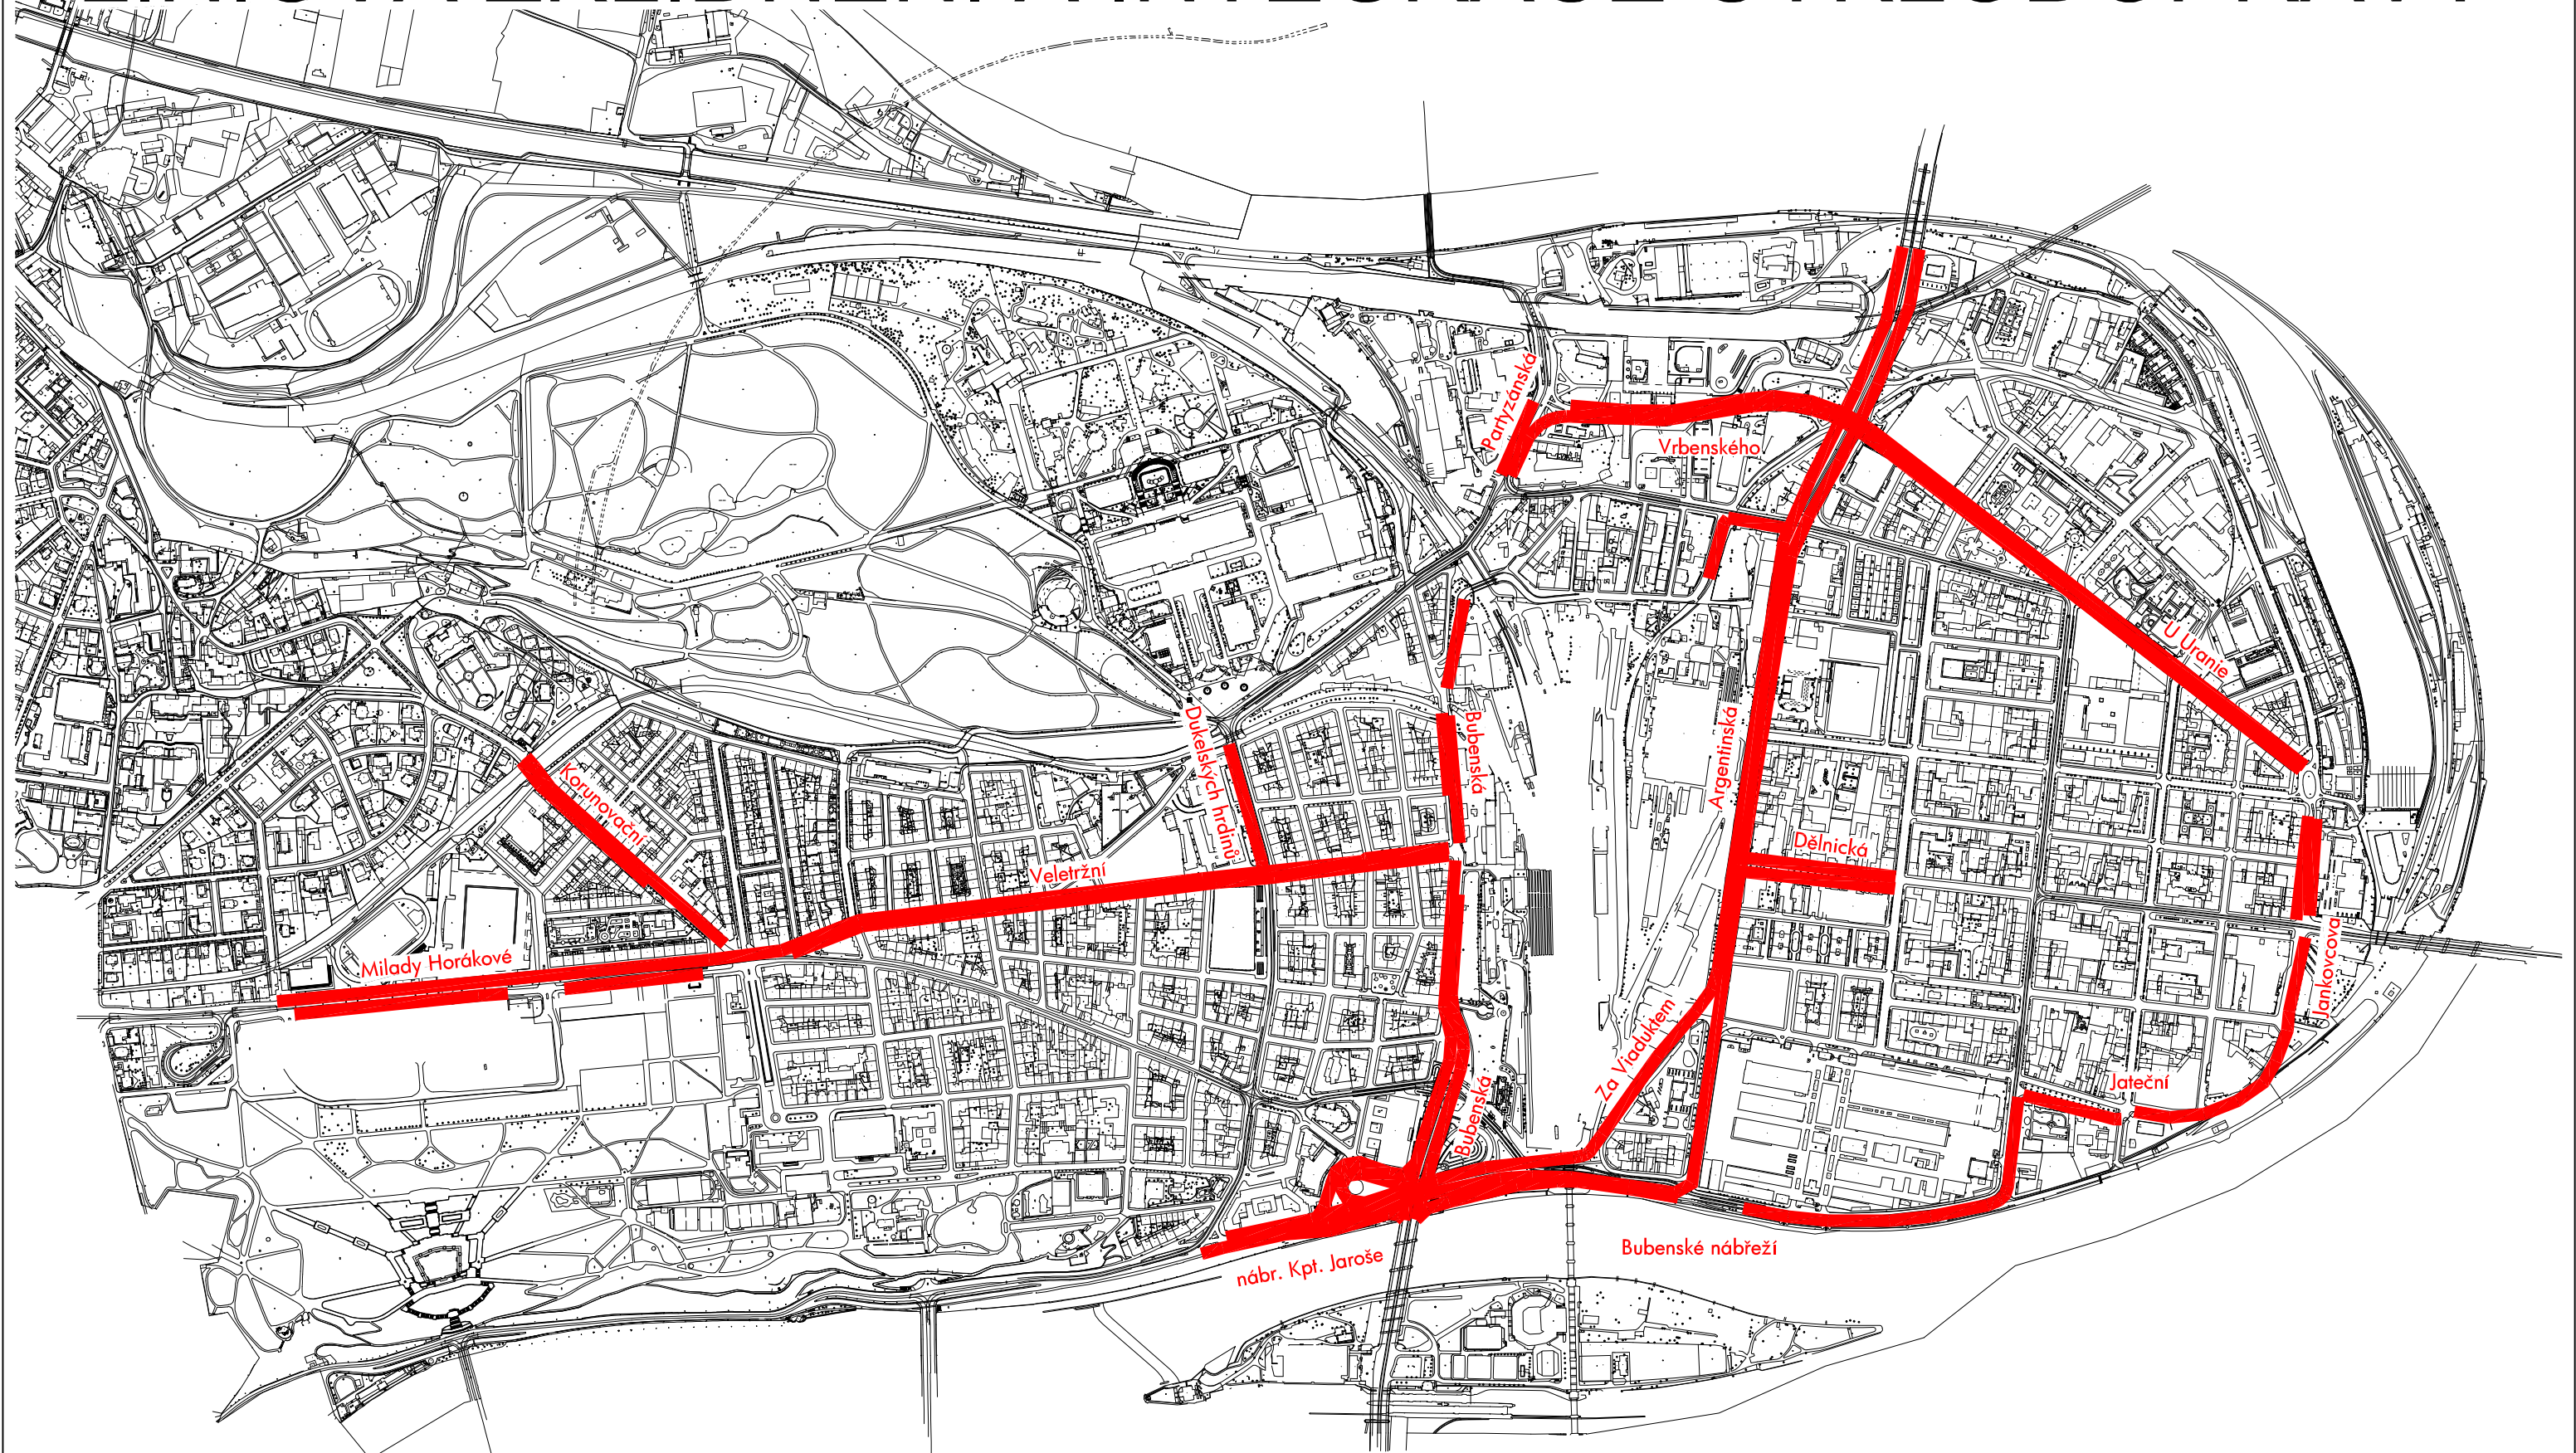 Partyzánská
Vrbenského
U Uranie
Dukelských hrdinů
Bubenská
Argentinská
Korunovační
Dělnická
Veletržní
Milady Horákové
Jankovcova
Za Viaduktem
Jateční
Bubenská
Bubenské nábřeží
nábr. Kpt. Jaroše